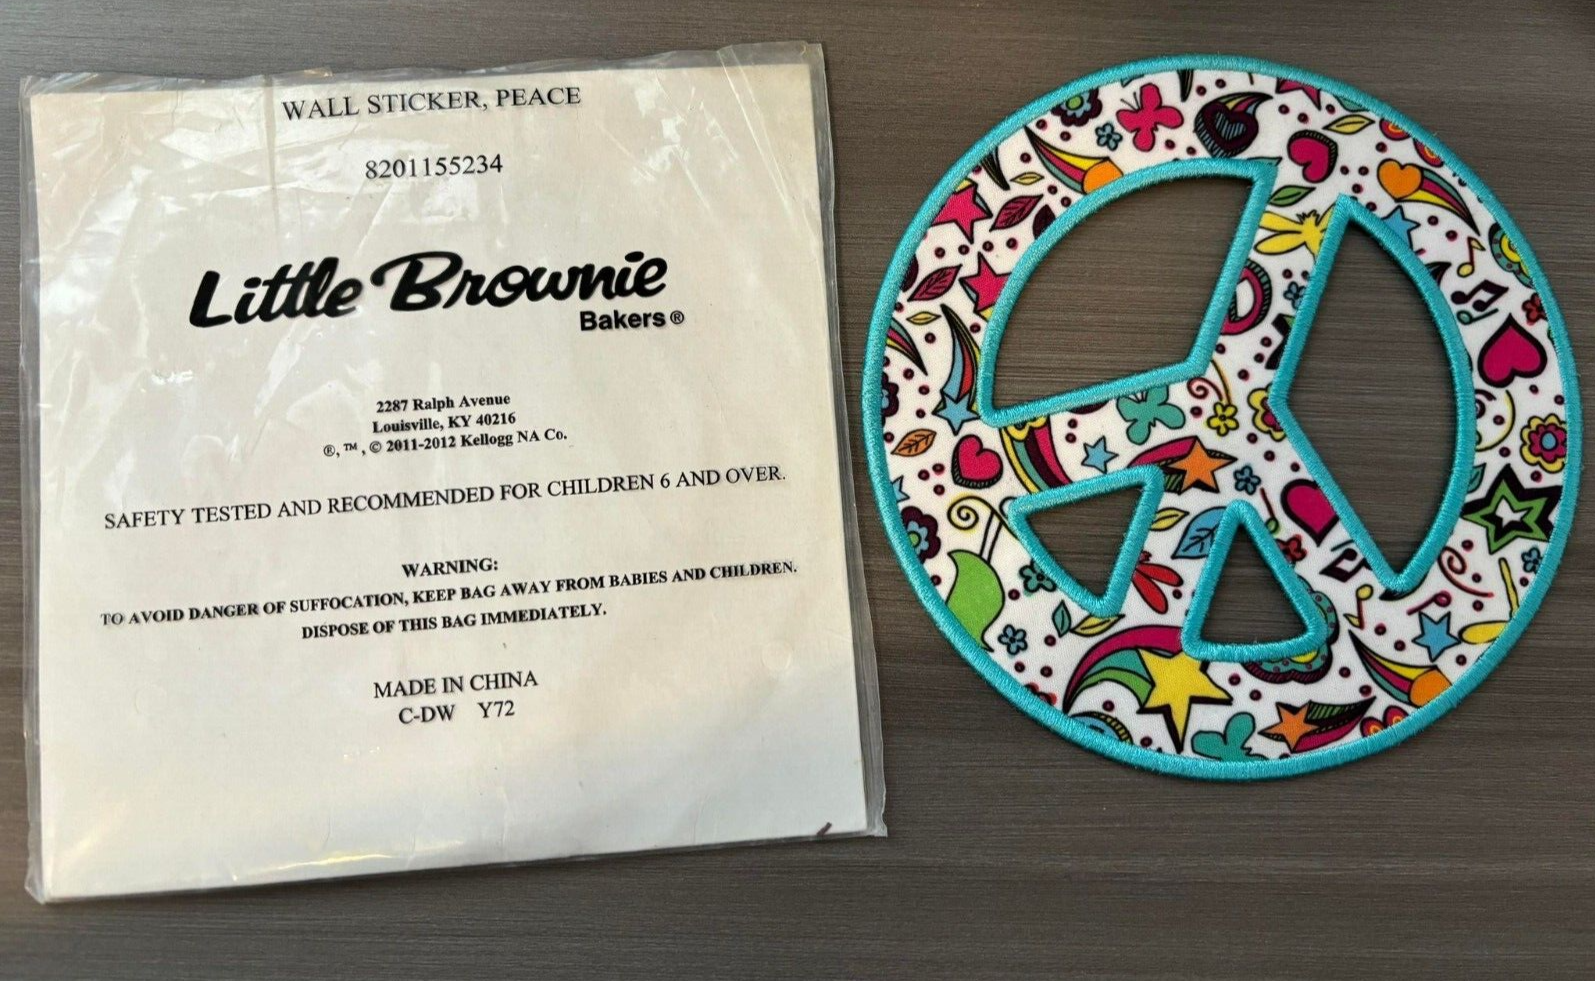 WALL STICKER, PEACE
8201155234
Little Brownie
Bakers ®
2287 Ralph Avenue
Louisville, KY 40216
®, ™, © 2011-2012 Kellogg NA Co.
SAFETY TESTED AND RECOMMENDED FOR CHILDREN 6 AND OVER.
WARNING:
TO AVOID DANGER OF SUFFOCATION, KEEP BAG AWAY FROM BABIES AND CHILDREN.
DISPOSE OF THIS BAG IMMEDIATELY.
MADE IN CHINA
C-DW Y72